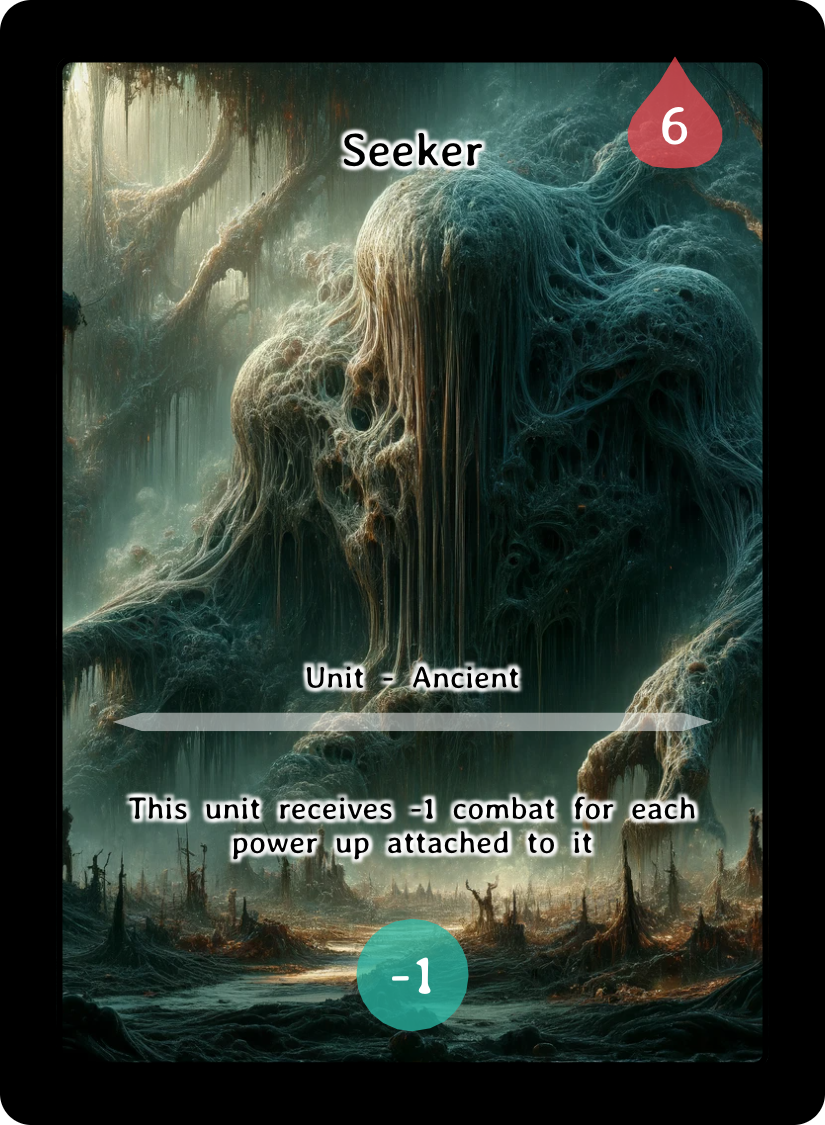 6
Seeker
Unit - Ancient
This unit receives -1 combat for each
power up attached to it
-1